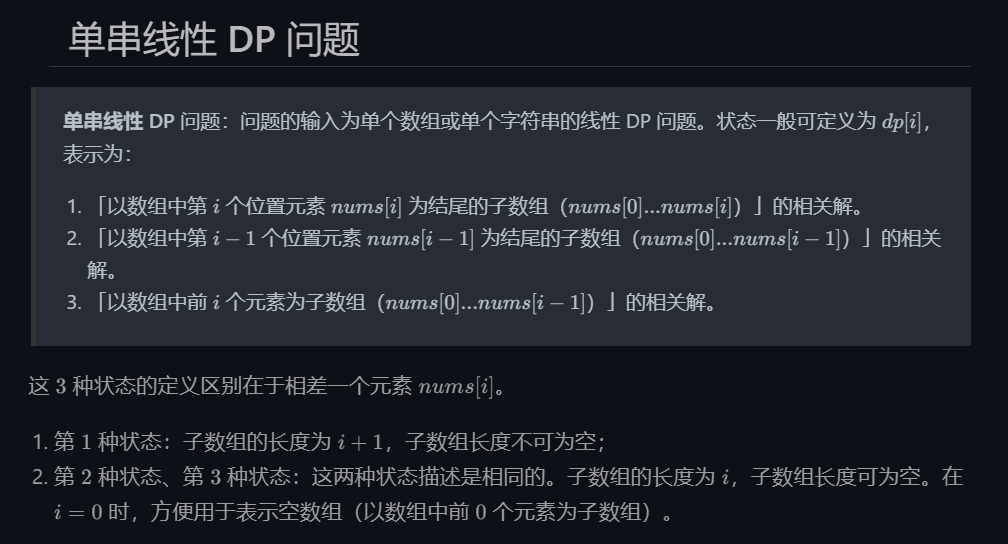 单串线性 DP 问题
单串线性 DP 问题：问题的输入为单个数组或单个字符串的线性 DP 问题。状态一般可定义为 dp[i]，
表示为：
1. 「以数组中第 i 个位置元素 nums[i] 为结尾的子数组（nums[0]...nums[i]）」的相关解。
2. 「以数组中第 i − 1 个位置元素 nums[i − 1] 为结尾的子数组（nums[0]...nums[i − 1]）」的相关
解。
3. 「以数组中前 i 个元素为子数组（nums[0]...nums[i − 1]）」的相关解。
这 3 种状态的定义区别在于相差一个元素 nums[i]。
1. 第 1 种状态：子数组的长度为 i + 1，子数组长度不可为空；
2. 第 2 种状态、第 3 种状态：这两种状态描述是相同的。子数组的长度为 i，子数组长度可为空。在
i = 0 时，方便用于表示空数组（以数组中前 0 个元素为子数组）。